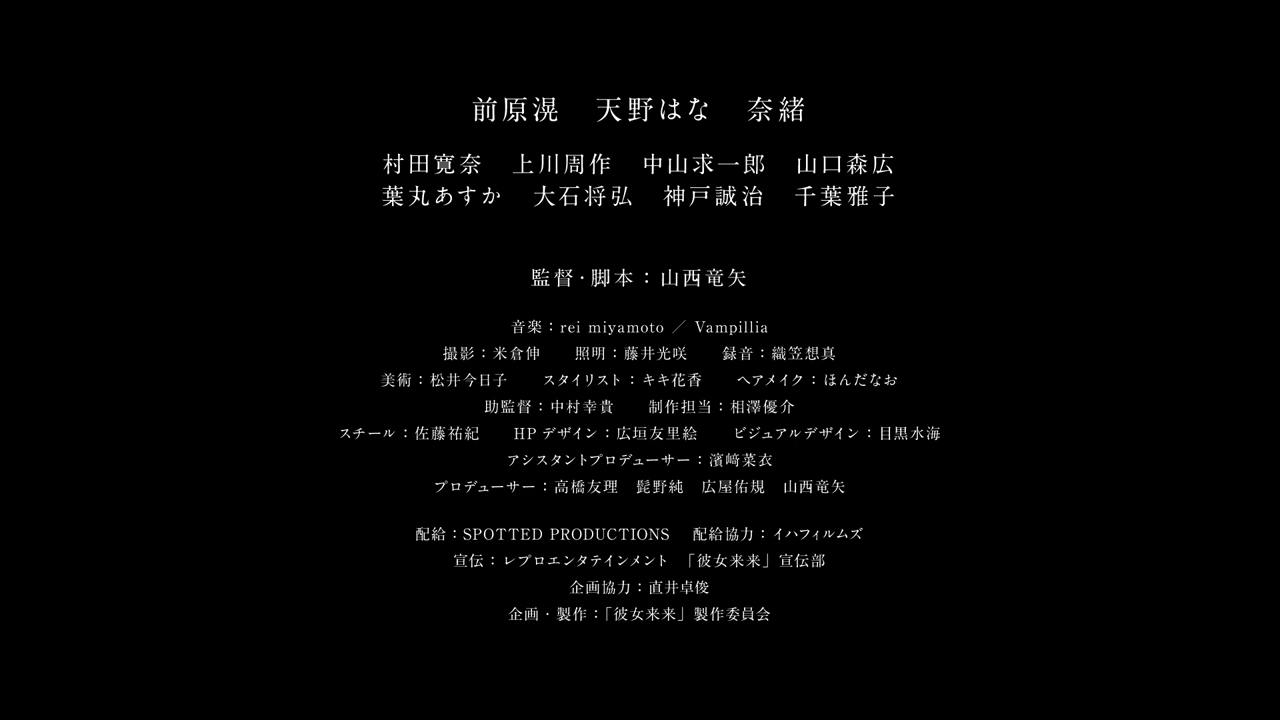 前原滉　天野はな　奈緒
村田寛奈　上川周作　中山求一郎　山口森広
葉丸あすか　大石将弘　神戸誠治　千葉雅子
監督・脚本：山西竜矢
音楽：rei miyamoto ／ Vampillia
撮影：米倉伸　照明：藤井光咲　録音：織笠想真
美術：松井今日子　スタイリスト：キキ花香　ヘアメイク：ほんだなお
助監督：中村幸貴　制作担当：相澤優介
スチール：佐藤祐紀　HPデザイン：広垣友里絵　ビジュアルデザイン：目黒水海
アシスタントプロデューサー：濱﨑菜衣
プロデューサー：高橋友理　髭野純　広屋佑規　山西竜矢
配給：SPOTTED PRODUCTIONS　配給協力：イハフィルムズ
宣伝：レプロエンタテインメント　「彼女来来」宣伝部
企画協力：直井卓俊
企画・製作：「彼女来来」製作委員会